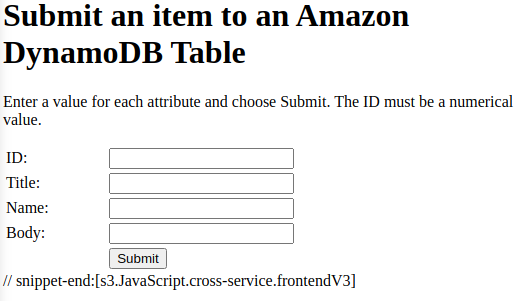 Submit an item to an Amazon
DynamoDB Table
Enter a value for each attribute and choose Submit. The ID must be a numerical
value.
ID:
Title:
Name:
Body:
Submit
// snippet-end:[s3.JavaScript.cross-service.frontendV3]